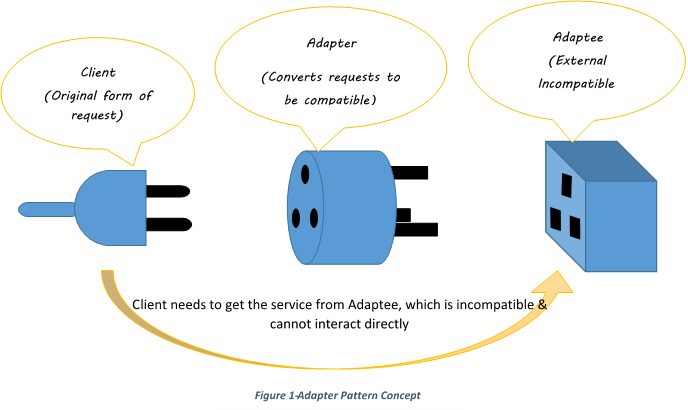 Client
(Original form of
request)
Adapter
(Converts requests to
be compatible)
Adaptee
(External
Incompatible
Client needs to get the service from Adaptee, which is incompatible &
cannot interact directly
Figure 1-Adapter Pattern Concept